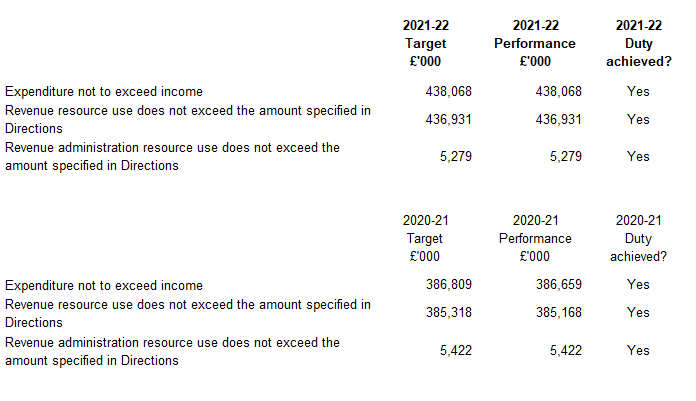 2021-22 2021-22 2021-22
Target Performance Duty
£'000 £'000 achieved?
Expenditure not to exceed income 438,068 438,068 Yes
Revenue resource use does not exceed the amount specified in
Directions 436,931 436,931 Yes
Revenue administration resource use does not exceed the
amount specified in Directions 5,279 5,279 Yes
2020-21 2020-21 2020-21
Target Performance Duty
£'000 £'000 achieved?
Expenditure not to exceed income 386,809 386,659 Yes
Revenue resource use does not exceed the amount specified in
Directions 385,318 385,168 Yes
Revenue administration resource use does not exceed the
amount specified in Directions 5,422 5,422 Yes